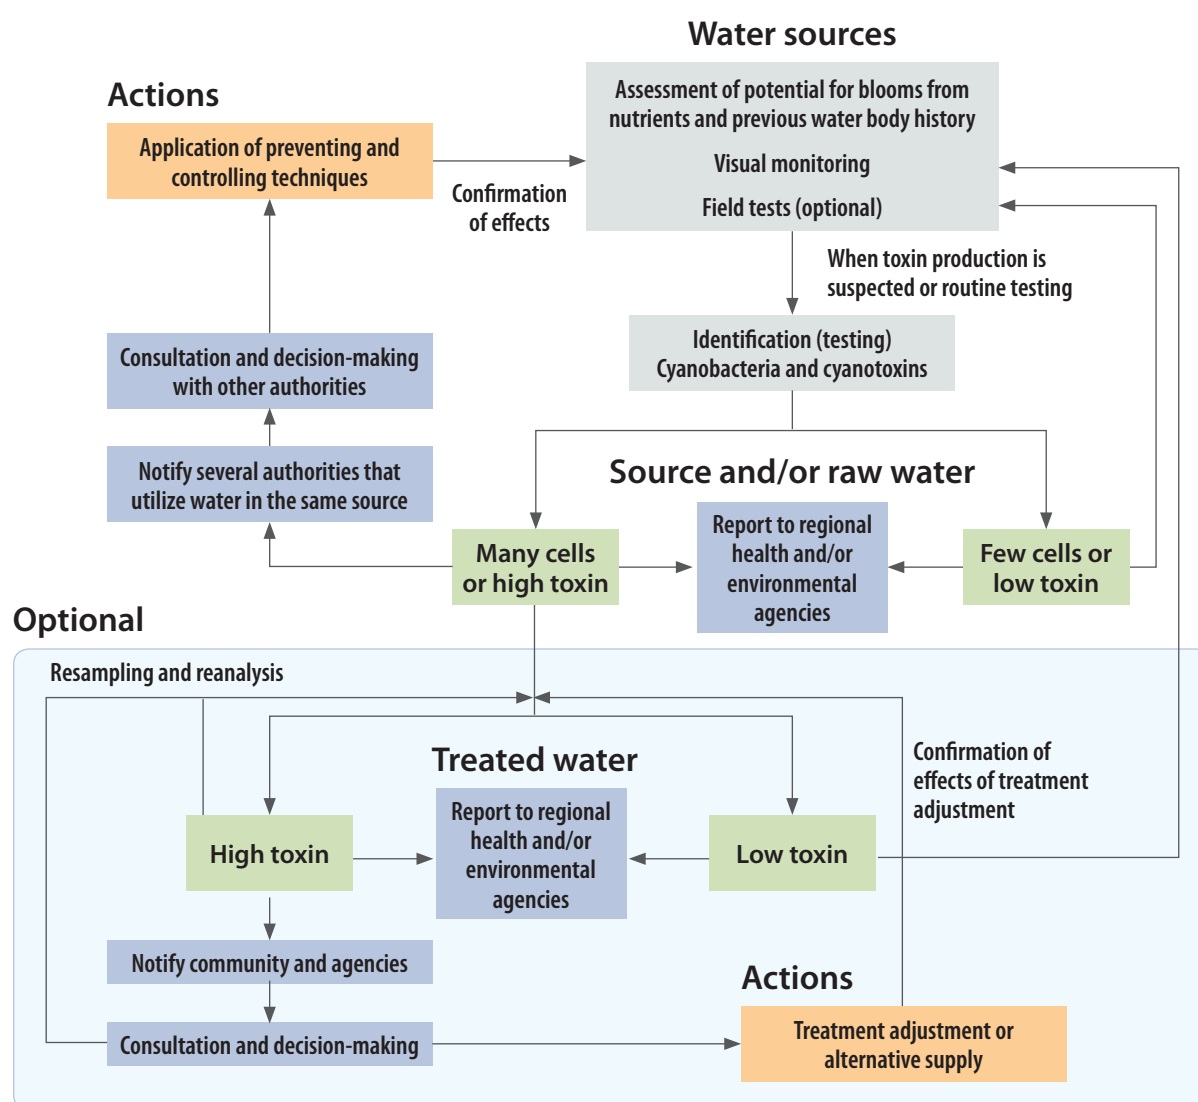 Water sources
Actions
Assessment of potential for blooms from
nutrients and previous water body history
Visual monitoring
Field tests (optional)
Application of preventing and
controlling techniques
Confirmation
of effects
When toxin production is
suspected or routine testing
Identification (testing)
Cyanobacteria and cyanotoxins
Consultation and decision-making
with other authorities
Notify several authorities that
utilize water in the same source
Source and/or raw water
Many cells
or high toxin
Report to regional
health and/or
environmental
agencies
Few cells or
low toxin
Optional
Resampling and reanalysis
Treated water
Confirmation of
effects of treatment
adjustment
High toxin
Report to regional
health and/or
environmental
agencies
Low toxin
Notify community and agencies
Consultation and decision-making
Actions
Treatment adjustment or
alternative supply